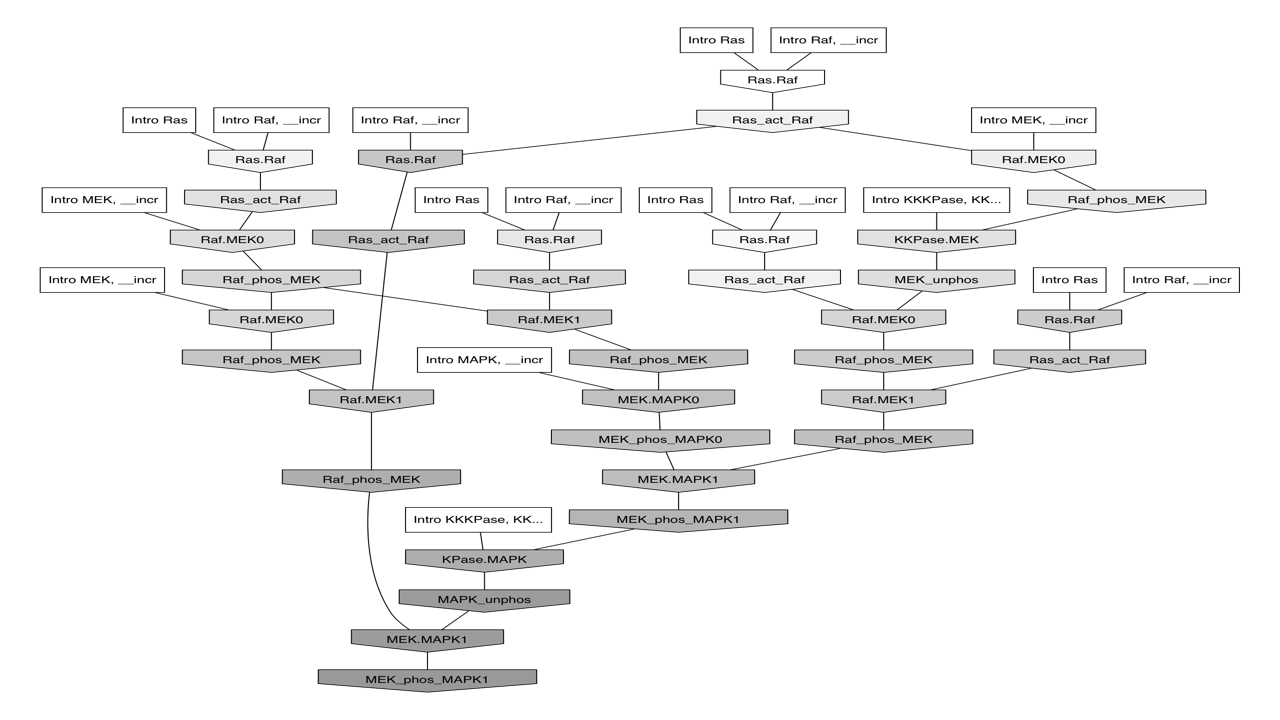 Intro Ras
Intro Raf, __incr
Ras.Raf
Intro Ras
Intro Raf, __incr
Intro Raf, __incr
Ras_act_Raf
Intro MEK, __incr
Ras.Raf
Ras.Raf
Raf.MEK0
Intro MEK, __incr
Ras_act_Raf
Intro Ras
Intro Raf, __incr
Intro Ras
Intro Raf, __incr
Intro KKKPase, KK...
Raf_phos_MEK
Raf.MEK0
Ras_act_Raf
Ras.Raf
Ras.Raf
KKPase.MEK
Intro MEK, __incr
Raf_phos_MEK
Ras_act_Raf
Ras_act_Raf
MEK_unphos
Intro Ras
Intro Raf, __incr
Raf.MEK0
Raf.MEK1
Raf.MEK0
Ras.Raf
Raf_phos_MEK
Intro MAPK, __incr
Raf_phos_MEK
Raf_phos_MEK
Ras_act_Raf
Raf.MEK1
MEK.MAPK0
Raf.MEK1
MEK_phos_MAPK0
Raf_phos_MEK
Raf_phos_MEK
MEK.MAPK1
Intro KKKPase, KK...
MEK_phos_MAPK1
KPase.MAPK
MAPK_unphos
MEK.MAPK1
MEK_phos_MAPK1